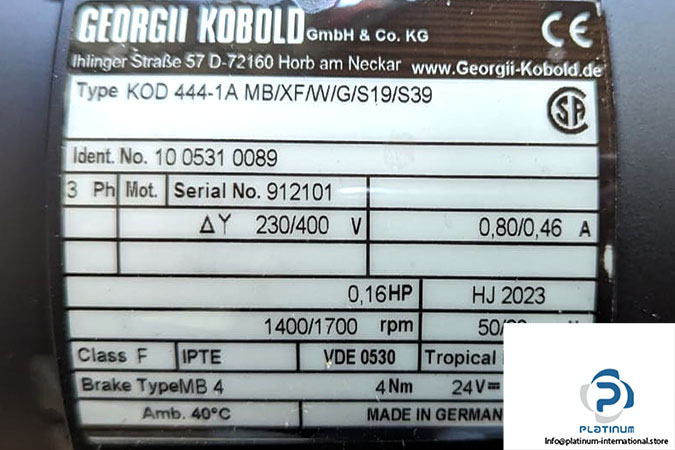 GEORGII KOBOLD GmbH & Co. KG CE
Ihlinger Straße 57 D-72160 Horb am Neckar www.Georgii-Kobold.de
Type KOD 444-1A MB/XF/W/G/S19/S39
Ident. No. 10 0531 0089
3 Ph Mot. Serial No. 912101
Δ Y 230/400 V 0,80/0,46 A
0,16HP HJ 2023
1400/1700 rpm 50/
Class F IPTE VDE 0530 Tropical
Brake TypeMB 4 4Nm 24V
Amb. 40°C MADE IN GERMAN
PLATINUM
info@platinum-international.store